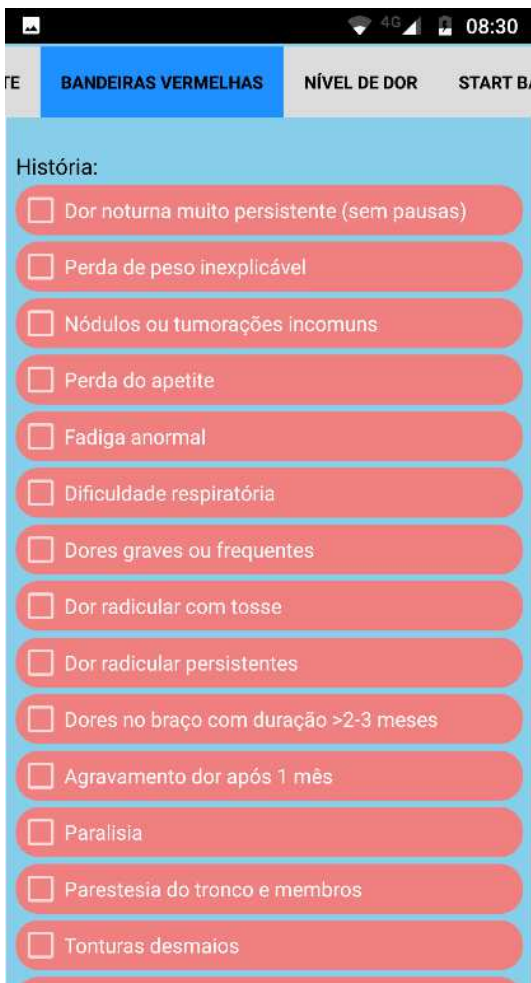 4G 08:30
TE BANDEIRAS VERMELHAS NÍVEL DE DOR START BA
História:
Dor noturna muito persistente (sem pausas)
Perda de peso inexplicável
Nódulos ou tumorações incomuns
Perda do apetite
Fadiga anormal
Dificuldade respiratória
Dores graves ou frequentes
Dor radicular com tosse
Dor radicular persistentes
Dores no braço com duração >2-3 meses
Agravamento dor após 1 mês
Paralisia
Parestesia do tronco e membros
Tonturas desmaios